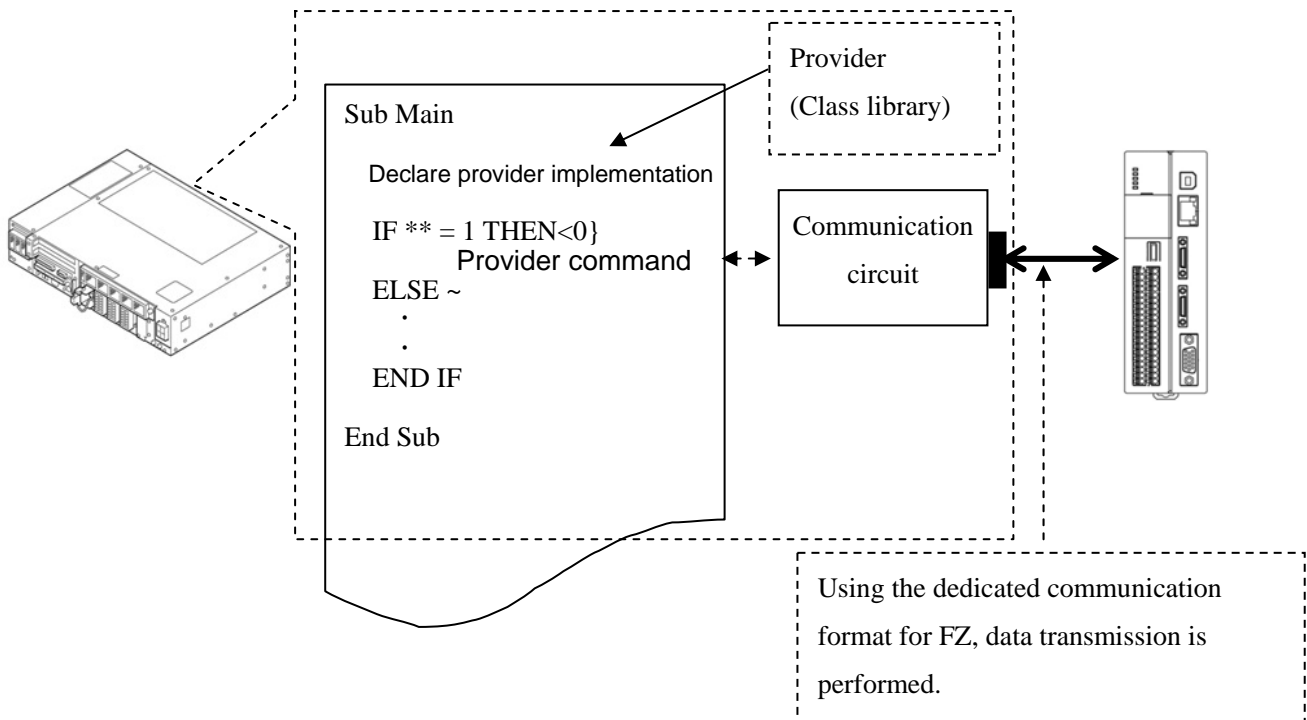 Provider
(Class library)
Sub Main
Declare provider implementation
IF ** = 1 THEN<0}
Provider command
ELSE ~
.
.
END IF
End Sub
Communication
circuit
Using the dedicated communication
format for FZ, data transmission is
performed.